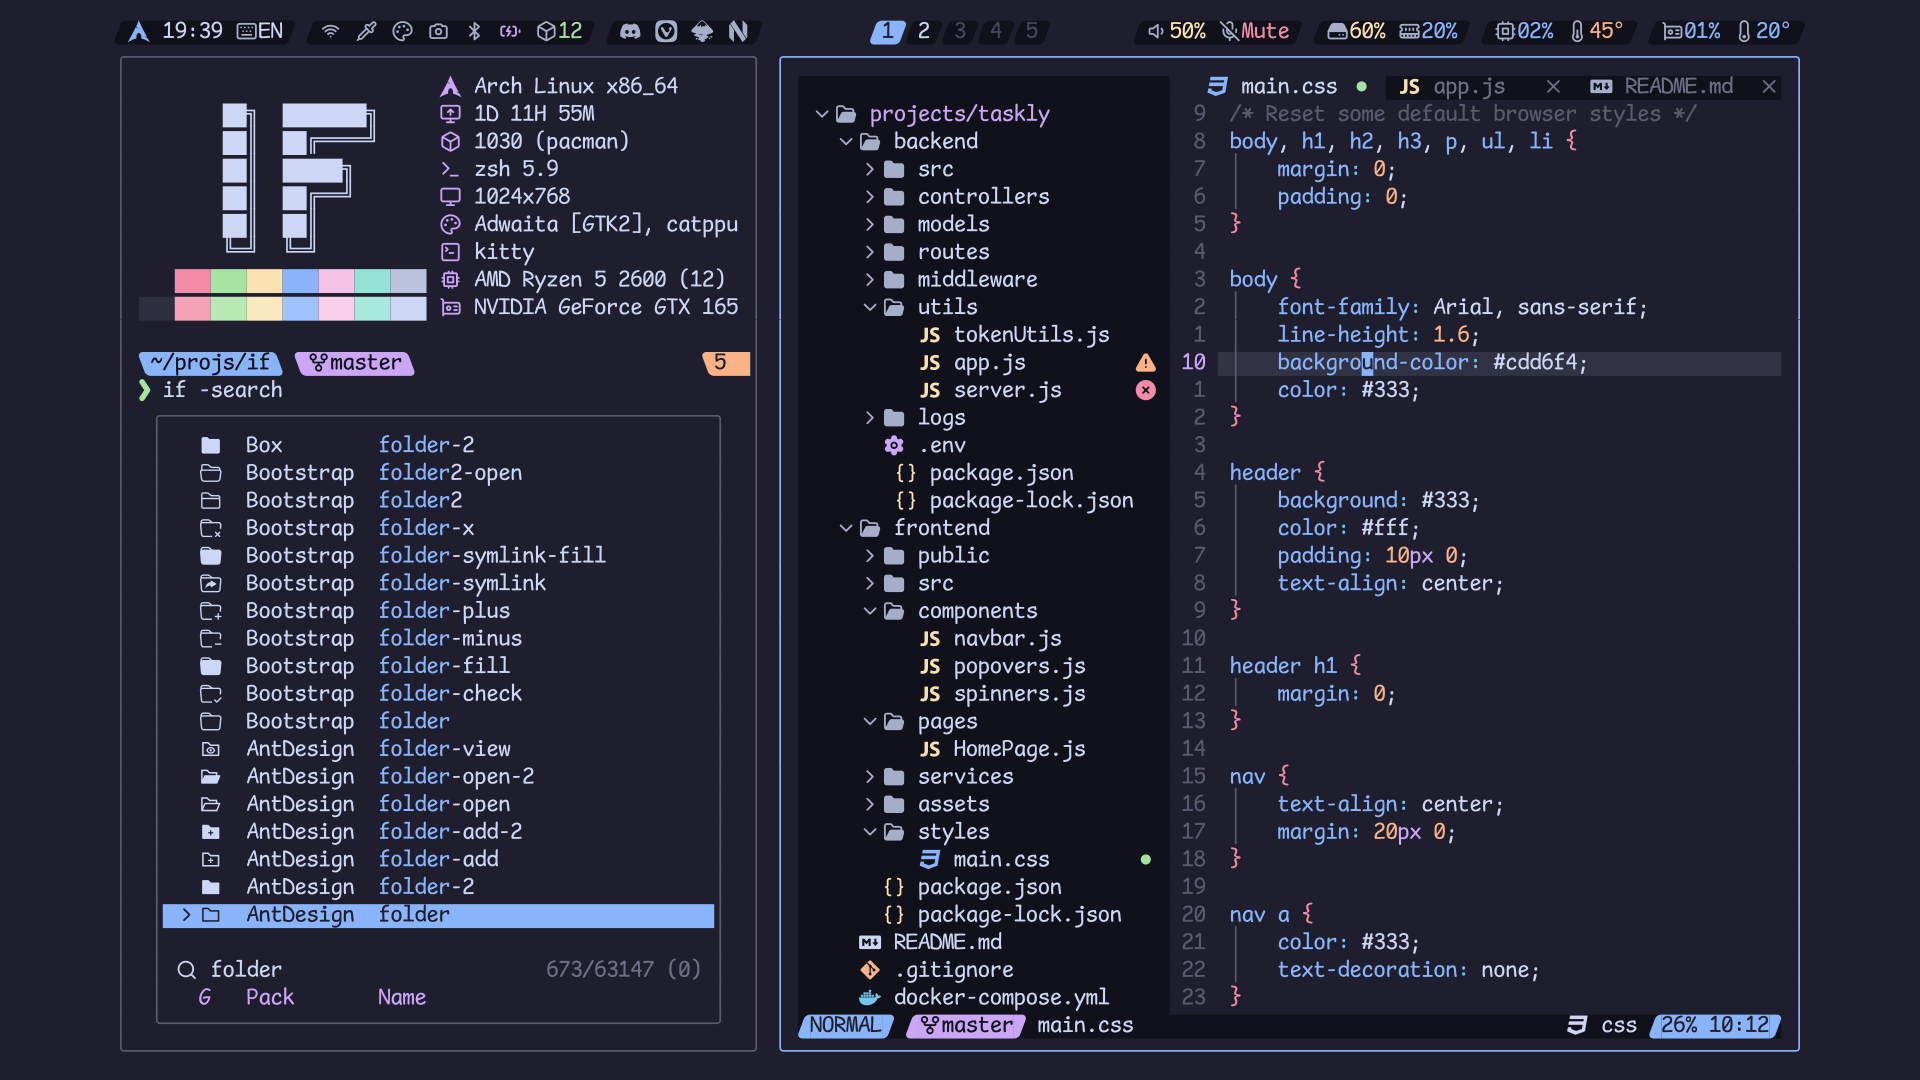 19:39 EN 12 1 2 3 4 5 50% Mute 60% 20% 02% 45° 01% 20°
IF
Arch Linux x86_64
1D 11H 55M
1030 (pacman)
zsh 5.9
1024x768
Adwaita [GTK2], catppu
kitty
AMD Ryzen 5 2600 (12)
NVIDIA GeForce GTX 165
~/projs/if master 5
❯ if -search
Box folder-2
Bootstrap folder2-open
Bootstrap folder2
Bootstrap folder-x
Bootstrap folder-symlink-fill
Bootstrap folder-symlink
Bootstrap folder-plus
Bootstrap folder-minus
Bootstrap folder-fill
Bootstrap folder-check
Bootstrap folder
AntDesign folder-view
AntDesign folder-open-2
AntDesign folder-open
AntDesign folder-add-2
AntDesign folder-add
AntDesign folder-2
> AntDesign folder
folder 673/63147 (0)
G Pack Name
projects/taskly
backend
src
controllers
models
routes
middleware
utils
JS tokenUtils.js
JS app.js
JS server.js
logs
.env
{} package.json
{} package-lock.json
frontend
public
src
components
JS navbar.js
JS popovers.js
JS spinners.js
pages
JS HomePage.js
services
assets
styles
main.css
{} package.json
{} package-lock.json
README.md
.gitignore
docker-compose.yml
main.css JS app.js README.md
9 /* Reset some default browser styles */
8 body, h1, h2, h3, p, ul, li {
7 margin: 0;
6 padding: 0;
5 }
4
3 body {
2 font-family: Arial, sans-serif;
1 line-height: 1.6;
10 background-color: #cdd6f4;
1 color: #333;
2 }
3
4 header {
5 background: #333;
6 color: #fff;
7 padding: 10px 0;
8 text-align: center;
9 }
10
11 header h1 {
12 margin: 0;
13 }
14
15 nav {
16 text-align: center;
17 margin: 20px 0;
18 }
19
20 nav a {
21 color: #333;
22 text-decoration: none;
23 }
NORMAL master main.css css 26% 10:12